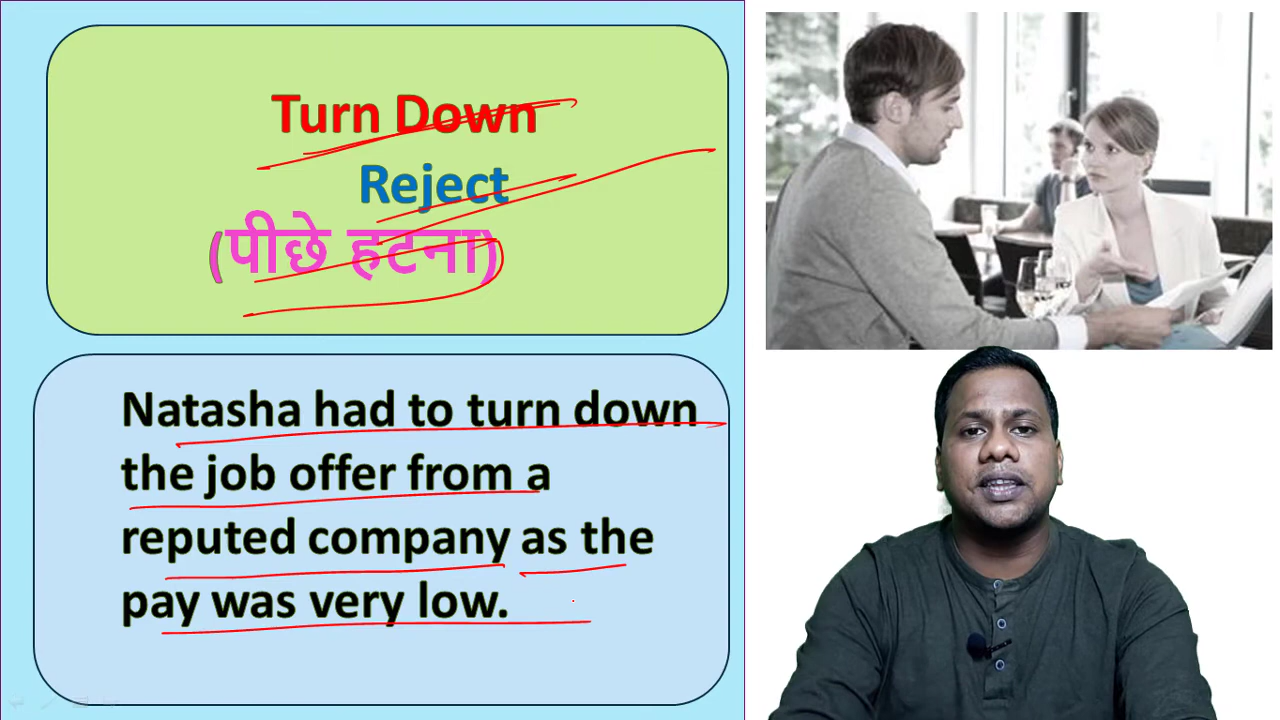 Turn Down
Reject
(पीछे हटना)
Natasha had to turn down
the job offer from a
reputed company as the
pay was very low.